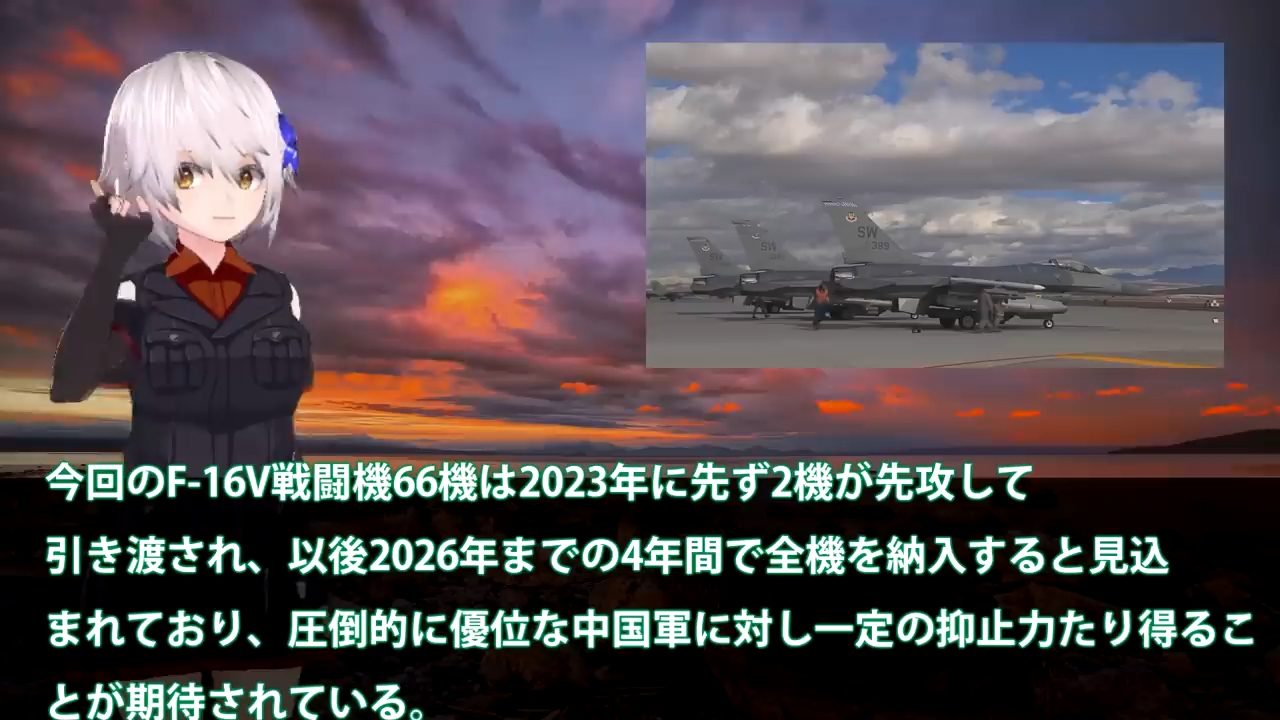 SW
399
SW
SW
今回のF-16V戦闘機66機は2023年に先ず2機が先攻して
引き渡され、以後2026年までの4年間で全機を納入すると見込
まれており、圧倒的に優位な中国軍に対し一定の抑止力たり得るこ
とが期待されている。